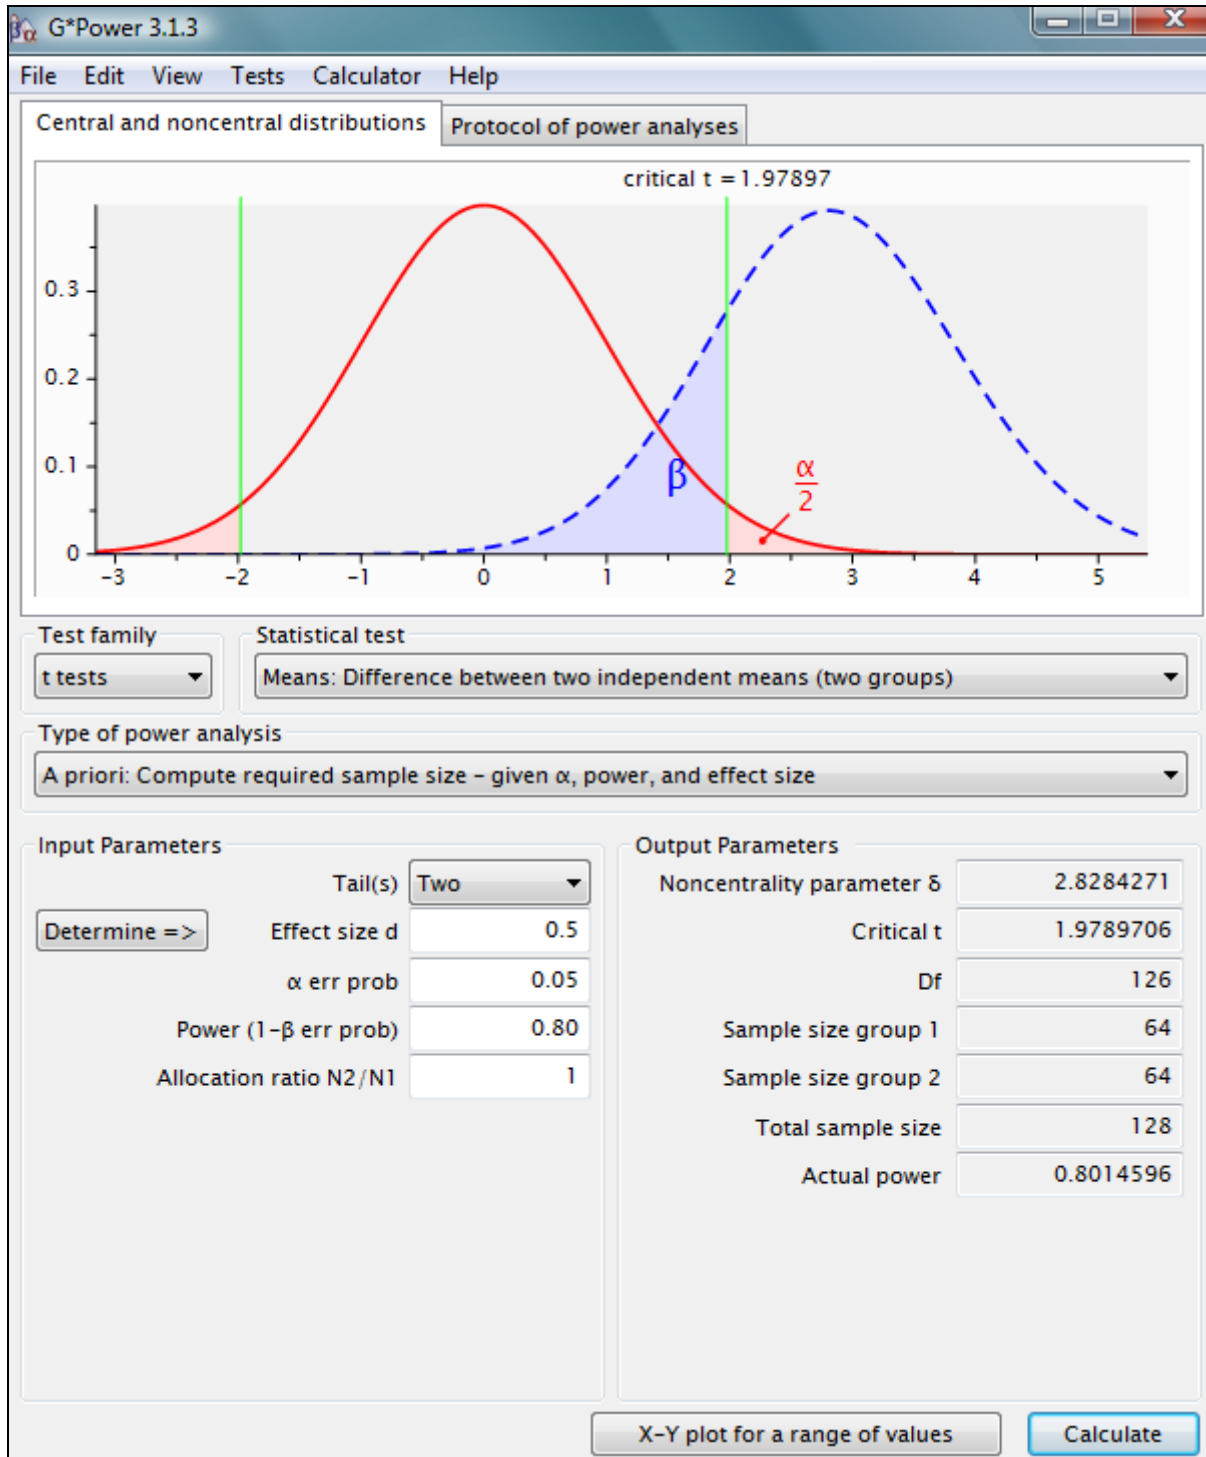 G*Power 3.1.3
File Edit View Tests Calculator Help
Central and noncentral distributions Protocol of power analyses
critical t = 1.97897
0.3
0.2
0.1
0
β
α
2
-3 -2 -1 0 1 2 3 4 5
Test family Statistical test
t tests Means: Difference between two independent means (two groups)
Type of power analysis
A priori: Compute required sample size – given α, power, and effect size
Input Parameters Output Parameters
Tail(s) Two Noncentrality parameter δ 2.8284271
Determine => Effect size d 0.5 Critical t 1.9789706
α err prob 0.05 Df 126
Power (1-β err prob) 0.80 Sample size group 1 64
Allocation ratio N2/N1 1 Sample size group 2 64
Total sample size 128
Actual power 0.8014596
X-Y plot for a range of values Calculate